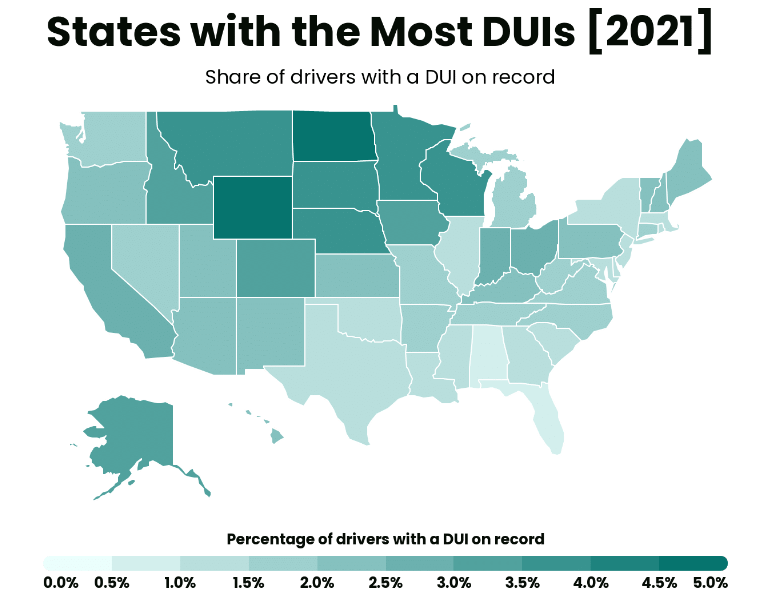 States with the Most DUIs [2021]
Share of drivers with a DUI on record
Percentage of drivers with a DUI on record
0.0% 0.5% 1.0% 1.5% 2.0% 2.5% 3.0% 3.5% 4.0% 4.5% 5.0%